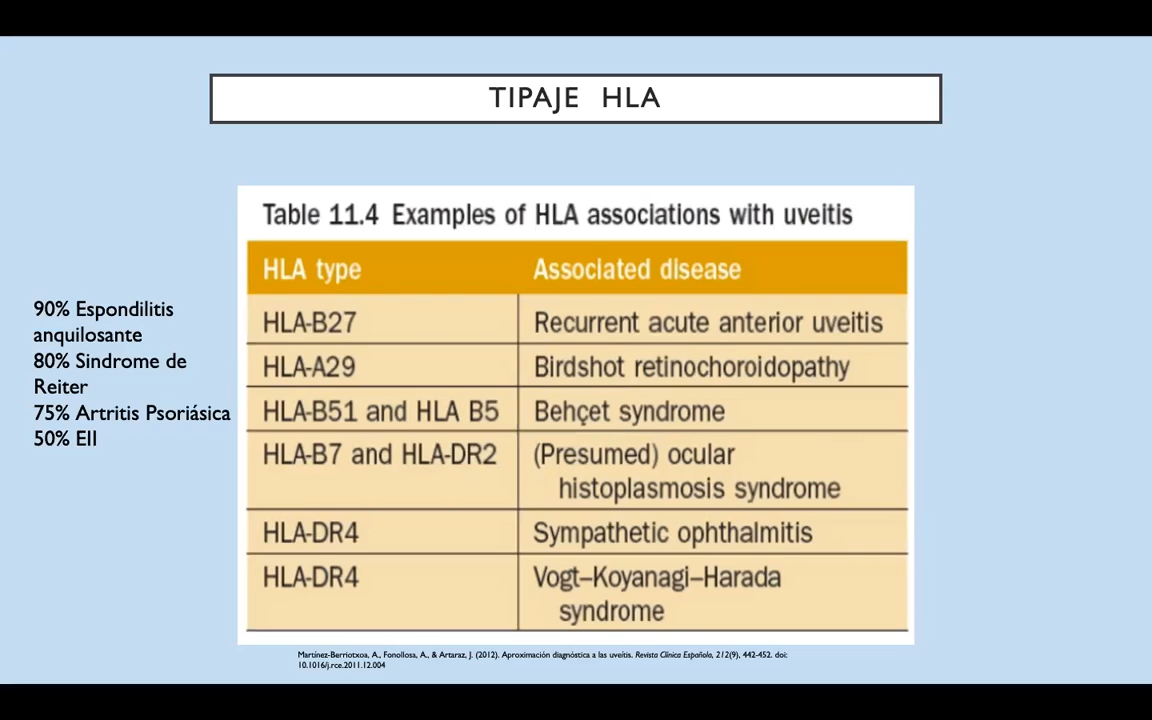 TIPAJE HLA
90% Espondilitis
anquilosante
80% Sindrome de
Reiter
75% Artritis Psoriásica
50% EII
Table 11.4 Examples of HLA associations with uveitis
HLA type Associated disease
HLA-B27 Recurrent acute anterior uveitis
HLA-A29 Birdshot retinochoroidopathy
HLA-B51 and HLA B5 Behçet syndrome
HLA-B7 and HLA-DR2 (Presumed) ocular
histoplasmosis syndrome
HLA-DR4 Sympathetic ophthalmitis
HLA-DR4 Vogt–Koyanagi–Harada
syndrome
Martínez-Berriotxoa, A., Fonollosa, A., & Artaraz, J. (2012). Aproximación diagnóstica a las uveítis. Revista Clínica Española, 212(9), 442-452. doi:
10.1016/j.rce.2011.12.004